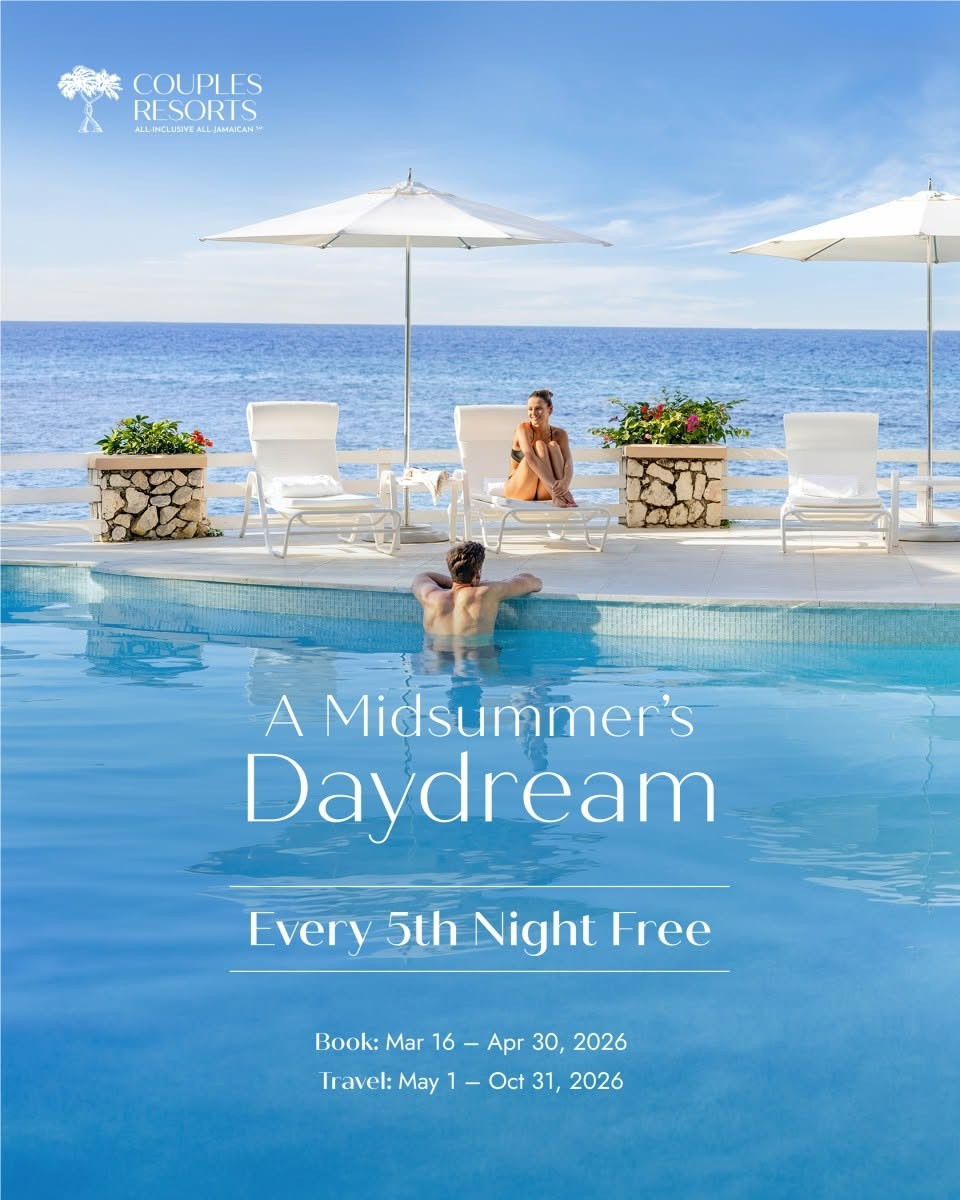 COUPLES
RESORTS
ALL-INCLUSIVE ALL JAMAICAN
A Midsummer's
Daydream
Every 5th Night Free
Book: Mar 16 – Apr 30, 2026
Travel: May 1 – Oct 31, 2026